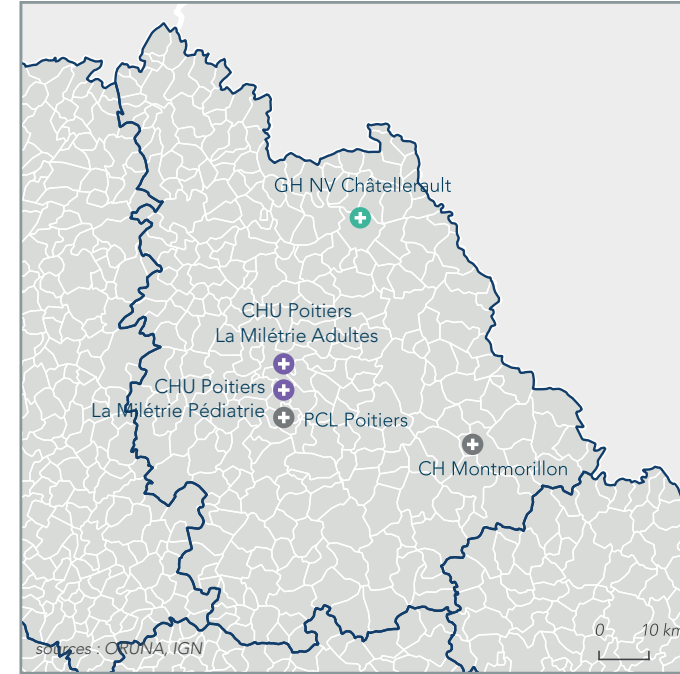 GH NV Châtellerault
CHU Poitiers
La Milétrie Adultes
CHU Poitiers
La Milétrie Pédiatrie
PCL Poitiers
CH Montmorillon
0 10 km
sources : ORUNA, IGN